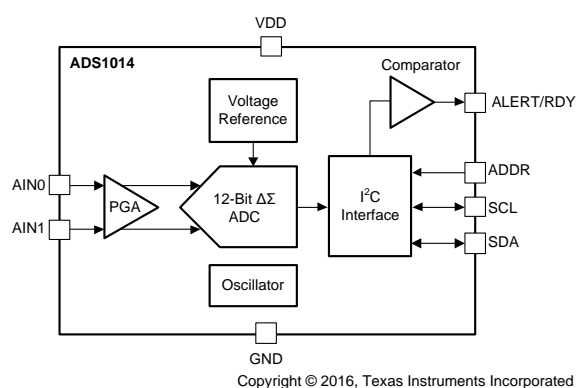 VDD
ADS1014
Comparator
Voltage
Reference
ALERT/RDY
ADDR
AIN0
PGA
12-Bit ΔΣ
ADC
I²C
Interface
SCL
AIN1
SDA
Oscillator
GND
Copyright © 2016, Texas Instruments Incorporated